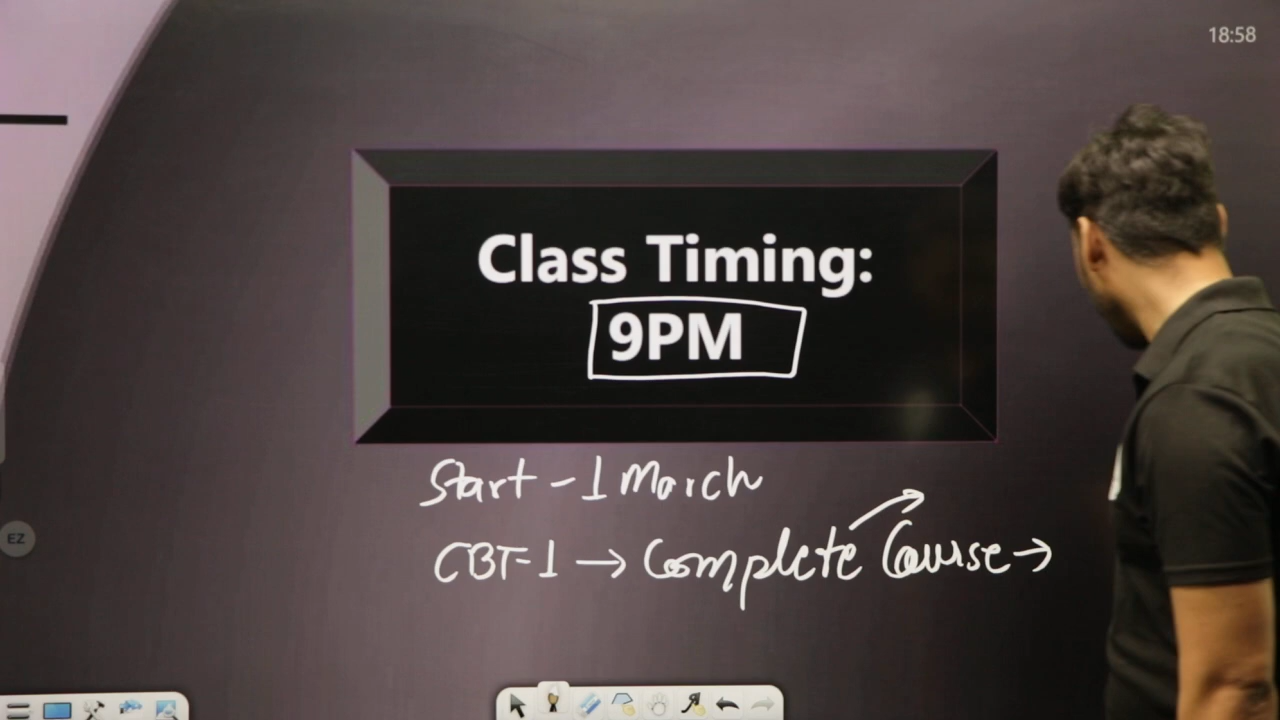 18:58
Class Timing:
9PM
Start - 1 March
CBT-1 → Complete Course →
EZ